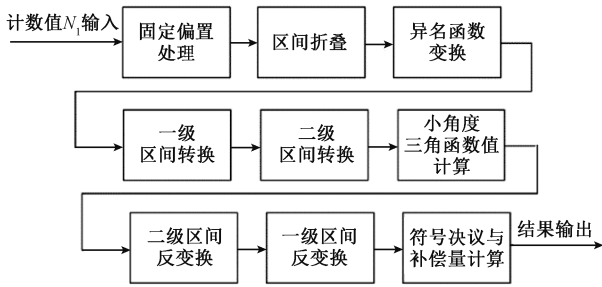 计数值N₁输入
固定偏置
处理
区间折叠
异名函数
变换
一级
区间转换
二级
区间转换
小角度
三角函数值
计算
二级区间
反变换
一级区间
反变换
符号决议与
补偿量计算
结果输出